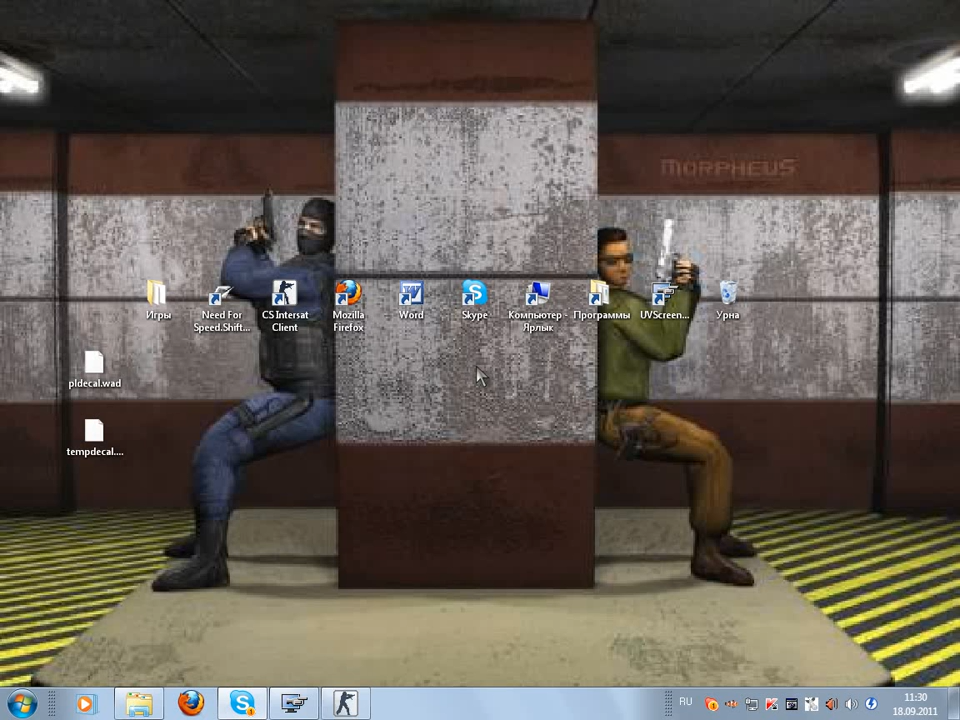 MORPHEUS
Игры
Need For
Speed.Shift...
CS Intersat
Client
Mozilla
Firefox
Word
Skype
Компьютер -
Ярлык
Программы
UVScreen...
Урна
pldecal.wad
tempdecal....
RU
11:30
18.09.2011